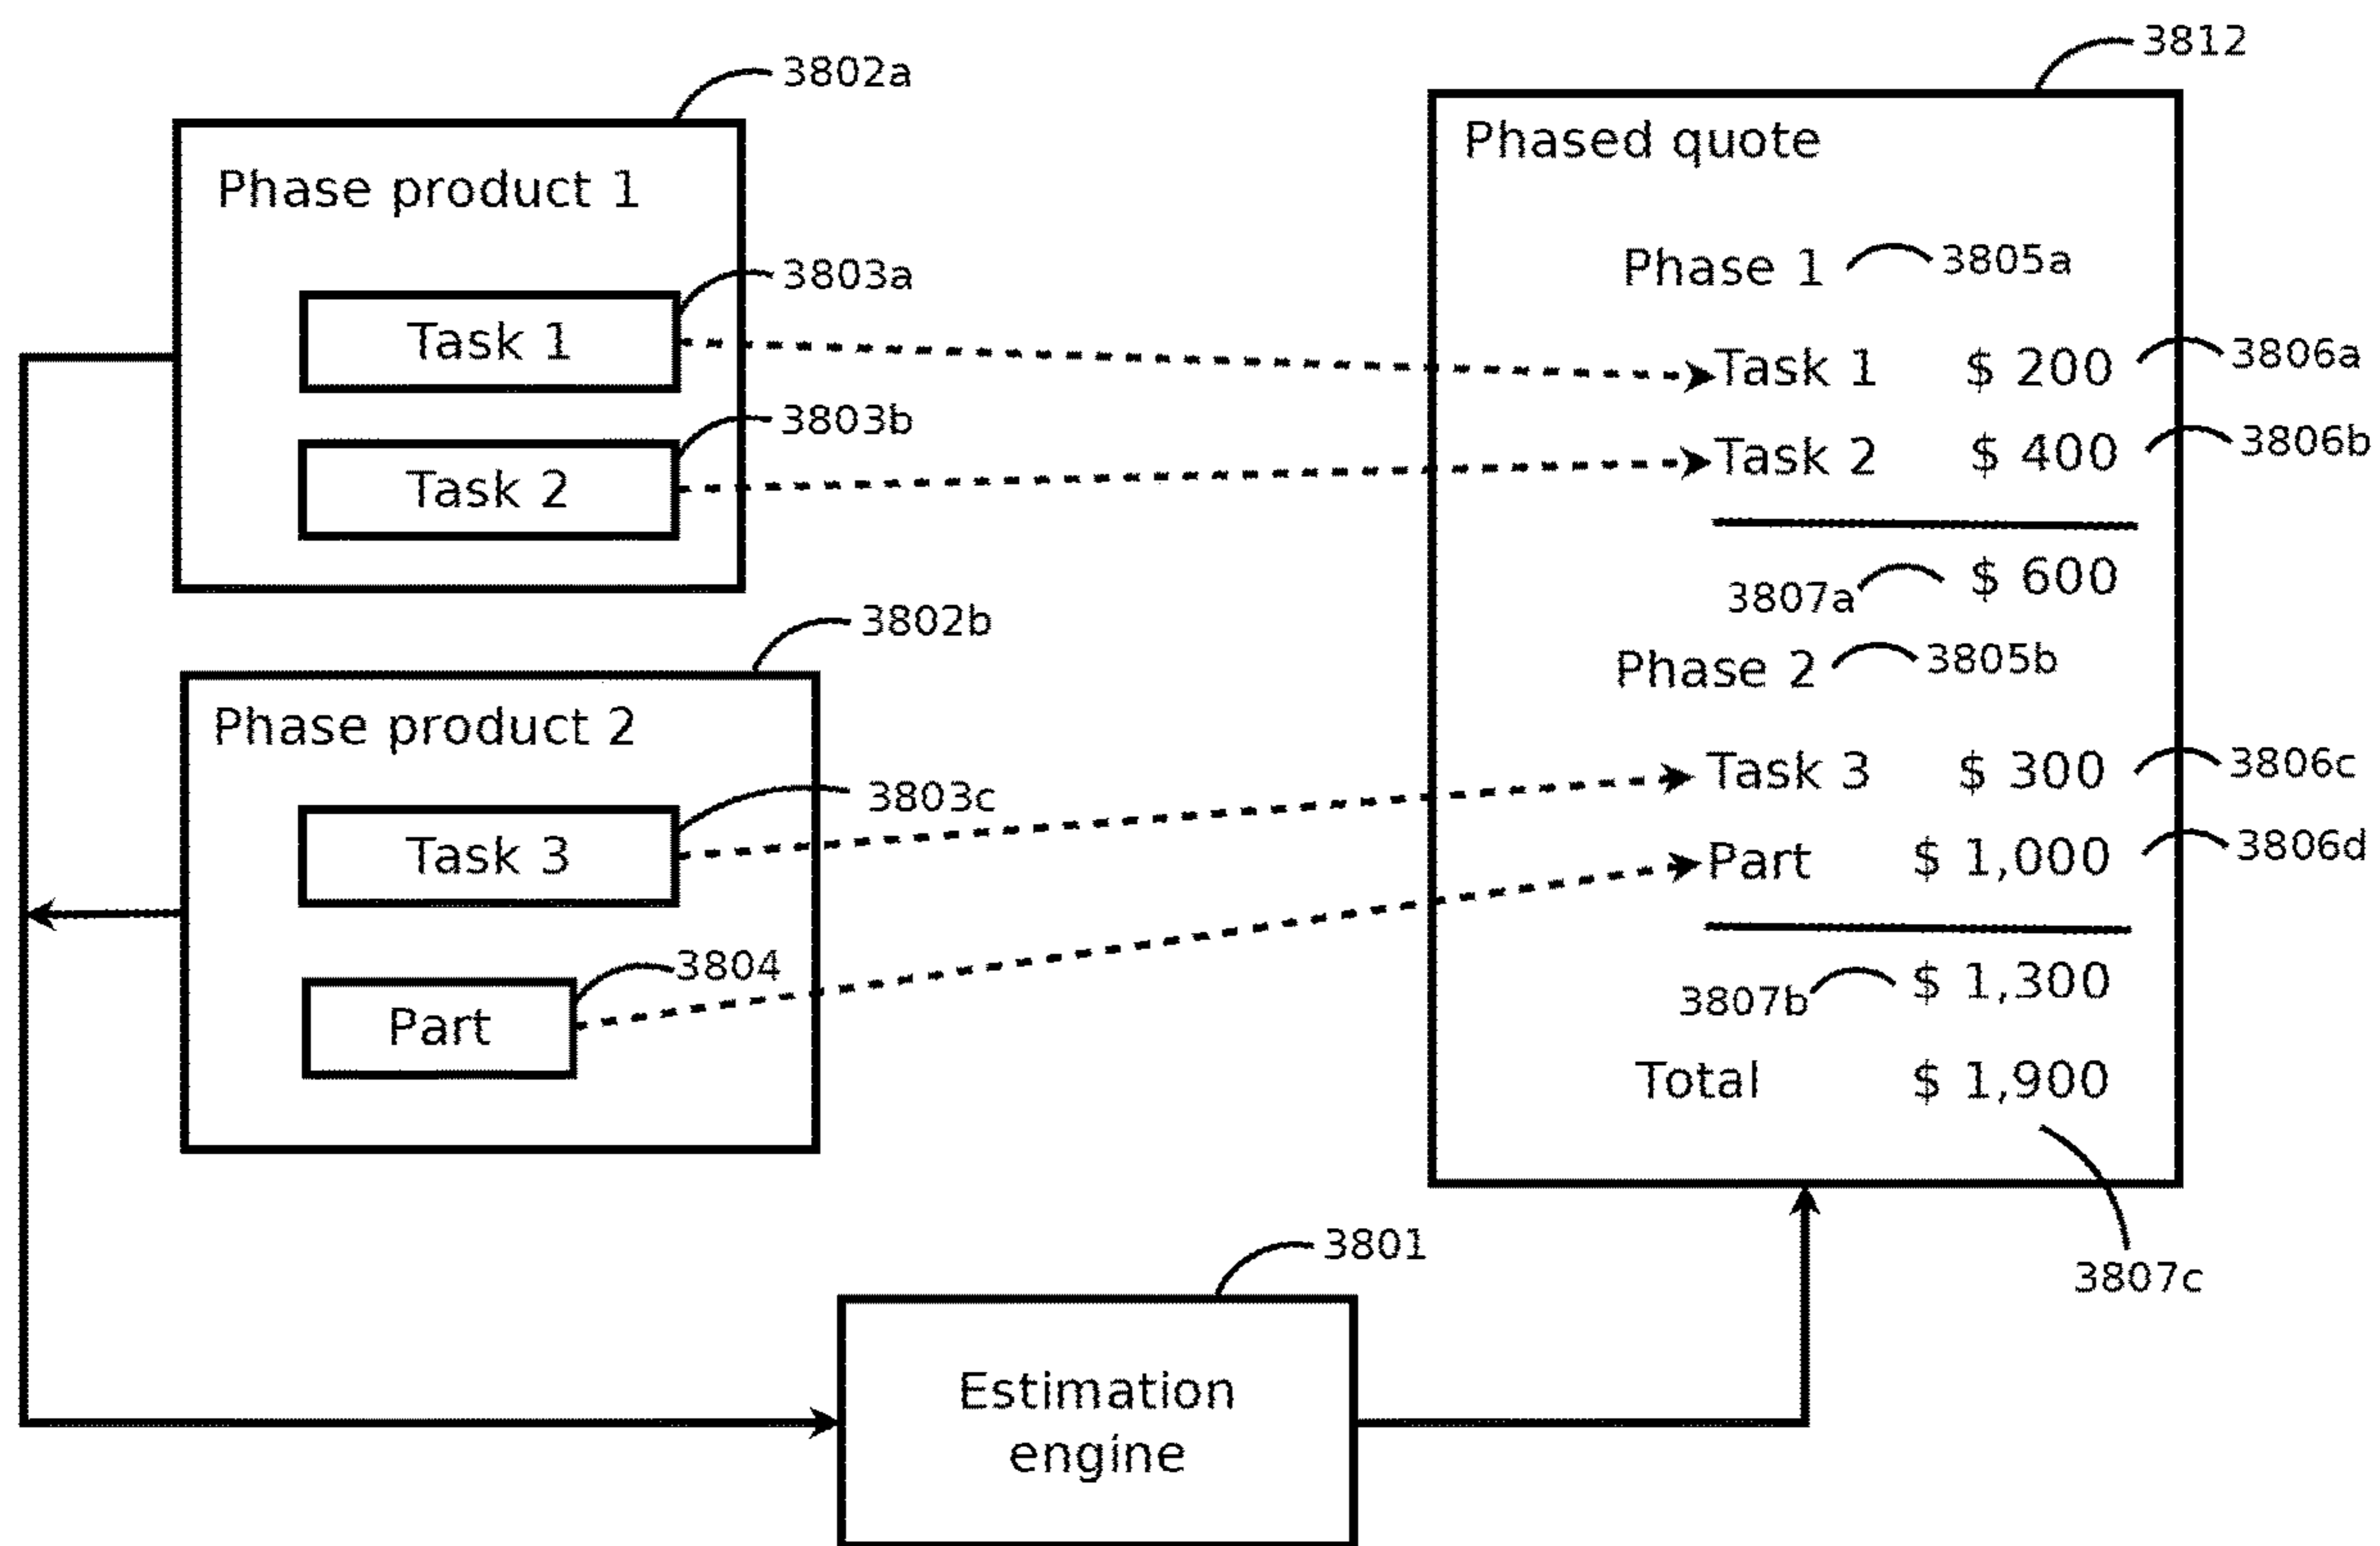 3802a
Phase product 1
3803a
Task 1
3803b
Task 2
3802b
Phase product 2
3803c
Task 3
3804
Part
3812
Phased quote
Phase 1 3805a
Task 1 $ 200 3806a
Task 2 $ 400 3806b
3807a $ 600
Phase 2 3805b
Task 3 $ 300 3806c
Part $ 1,000 3806d
3807b $ 1,300
Total $ 1,900
3807c
3801
Estimation
engine